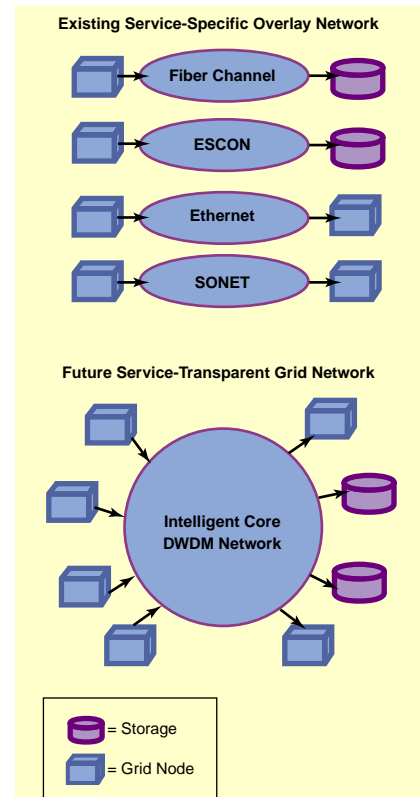 Existing Service-Specific Overlay Network
Fiber Channel
ESCON
Ethernet
SONET
Future Service-Transparent Grid Network
Intelligent Core
DWDM Network
= Storage
= Grid Node